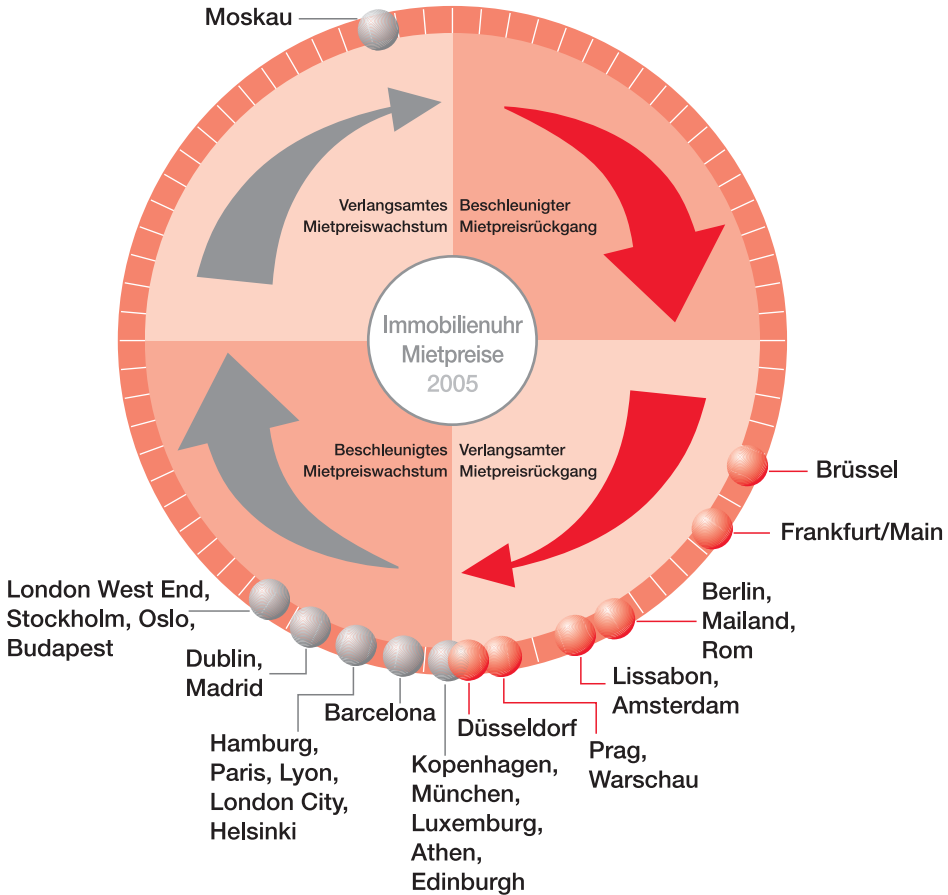 Moskau
Verlangsamtes
Mietpreiswachstum
Beschleunigter
Mietpreisrückgang
Immobilienuhr
Mietpreise
2005
Beschleunigtes
Mietpreiswachstum
Verlangsamter
Mietpreisrückgang
Brüssel
Frankfurt/Main
Berlin,
Mailand,
Rom
Lissabon,
Amsterdam
Prag,
Warschau
Düsseldorf
Kopenhagen,
München,
Luxemburg,
Athen,
Edinburgh
Barcelona
Hamburg,
Paris, Lyon,
London City,
Helsinki
Dublin,
Madrid
London West End,
Stockholm, Oslo,
Budapest